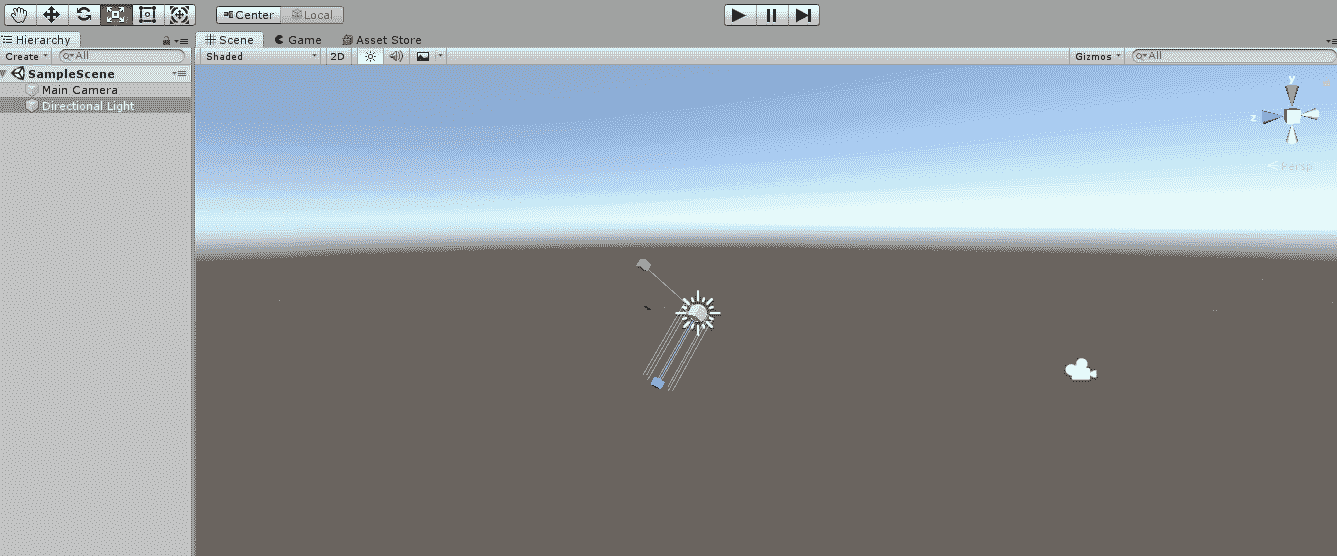 Center Local
Hierarchy
Create All
SampleScene
Main Camera
Directional Light
Scene Game Asset Store
Shaded 2D Gizmos All
y
z
Persp